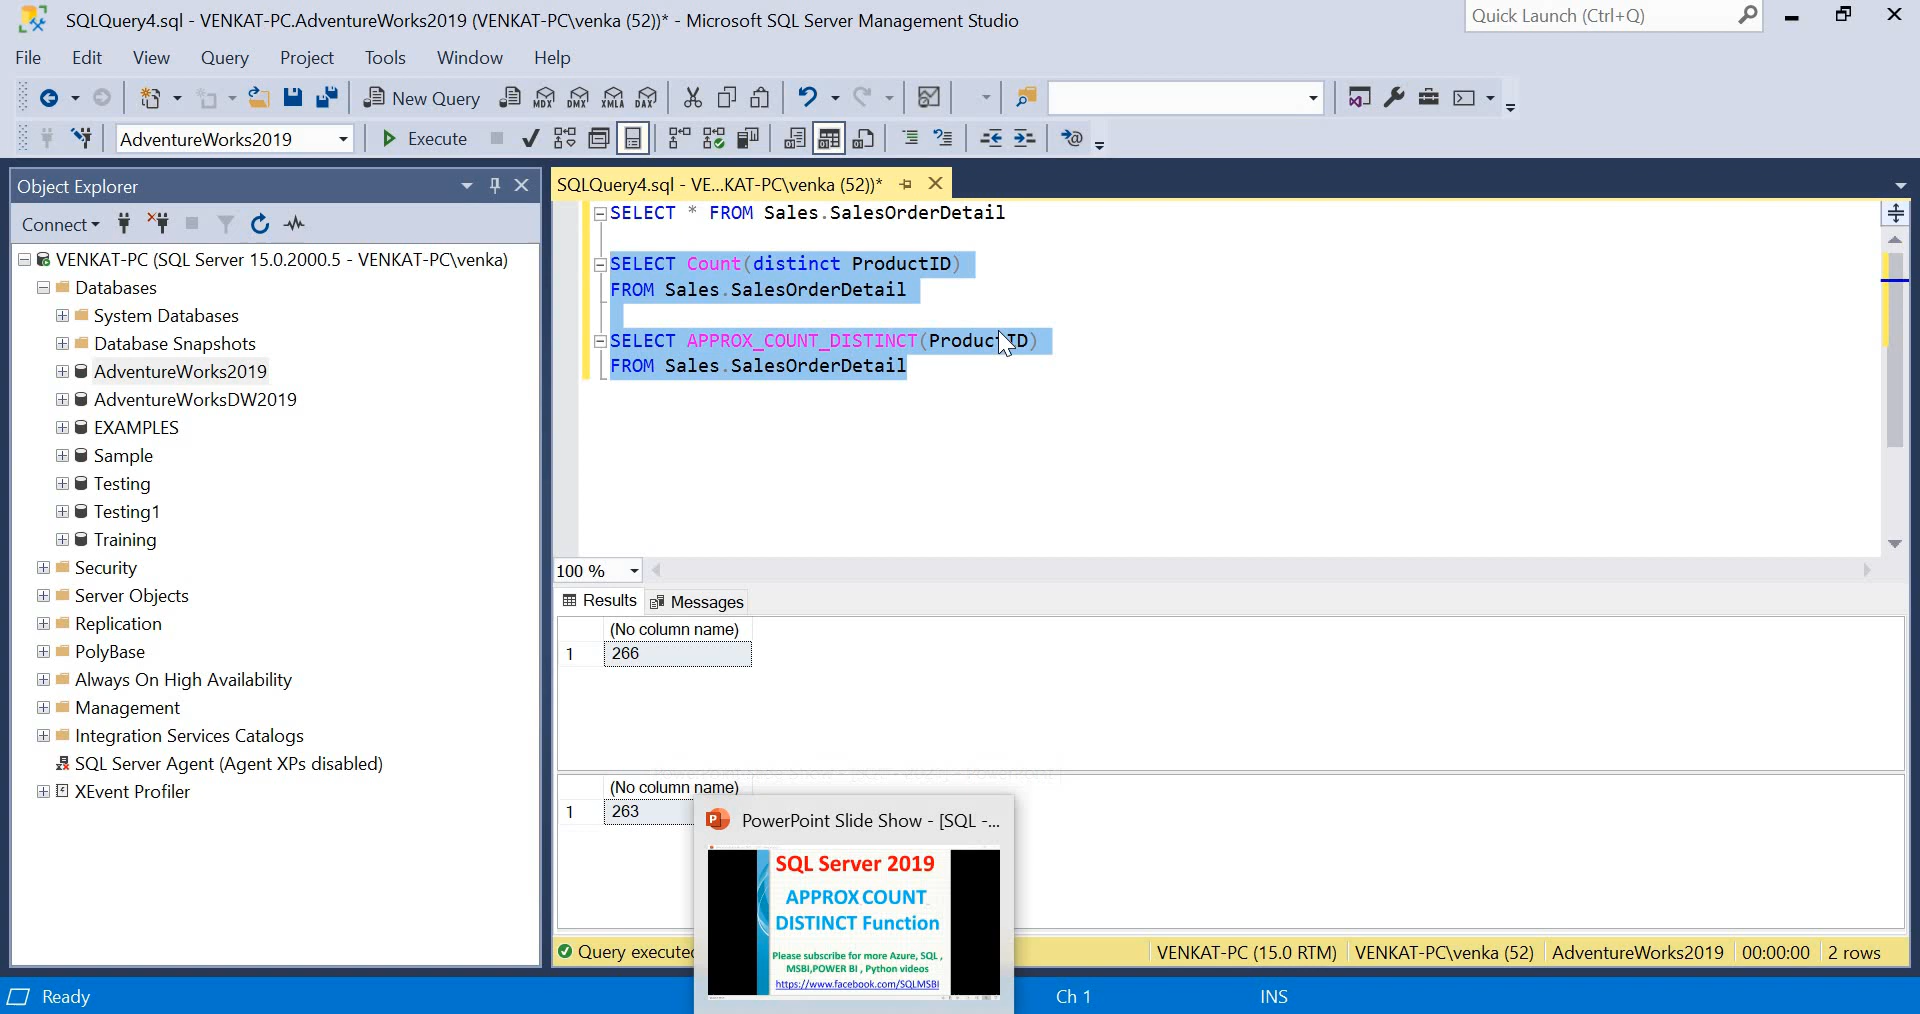 SQLQuery4.sql - VENKAT-PC.AdventureWorks2019 (VENKAT-PC\venka (52))* - Microsoft SQL Server Management Studio
Quick Launch (Ctrl+Q)
File Edit View Query Project Tools Window Help
New Query MDX DMX XMLA DAX
AdventureWorks2019
Execute
Object Explorer
Connect
VENKAT-PC (SQL Server 15.0.2000.5 - VENKAT-PC\venka)
Databases
System Databases
Database Snapshots
AdventureWorks2019
AdventureWorksDW2019
EXAMPLES
Sample
Testing
Testing1
Training
Security
Server Objects
Replication
PolyBase
Always On High Availability
Management
Integration Services Catalogs
SQL Server Agent (Agent XPs disabled)
XEvent Profiler
SQLQuery4.sql - VE...KAT-PC\venka (52))*
SELECT * FROM Sales.SalesOrderDetail
SELECT Count(distinct ProductID)
FROM Sales.SalesOrderDetail
SELECT APPROX_COUNT_DISTINCT(ProductID)
FROM Sales.SalesOrderDetail
100 %
Results Messages
(No column name)
1 266
(No column name)
1 263
PowerPoint Slide Show - [SQL -...
SQL Server 2019
APPROX COUNT
DISTINCT Function
Please subscribe for more Azure, SQL ,
MSBI,POWER BI , Python videos
https://www.facebook.com/SQLMSBI
Query executed
VENKAT-PC (15.0 RTM) VENKAT-PC\venka (52) AdventureWorks2019 00:00:00 2 rows
Ready
Ch 1
INS